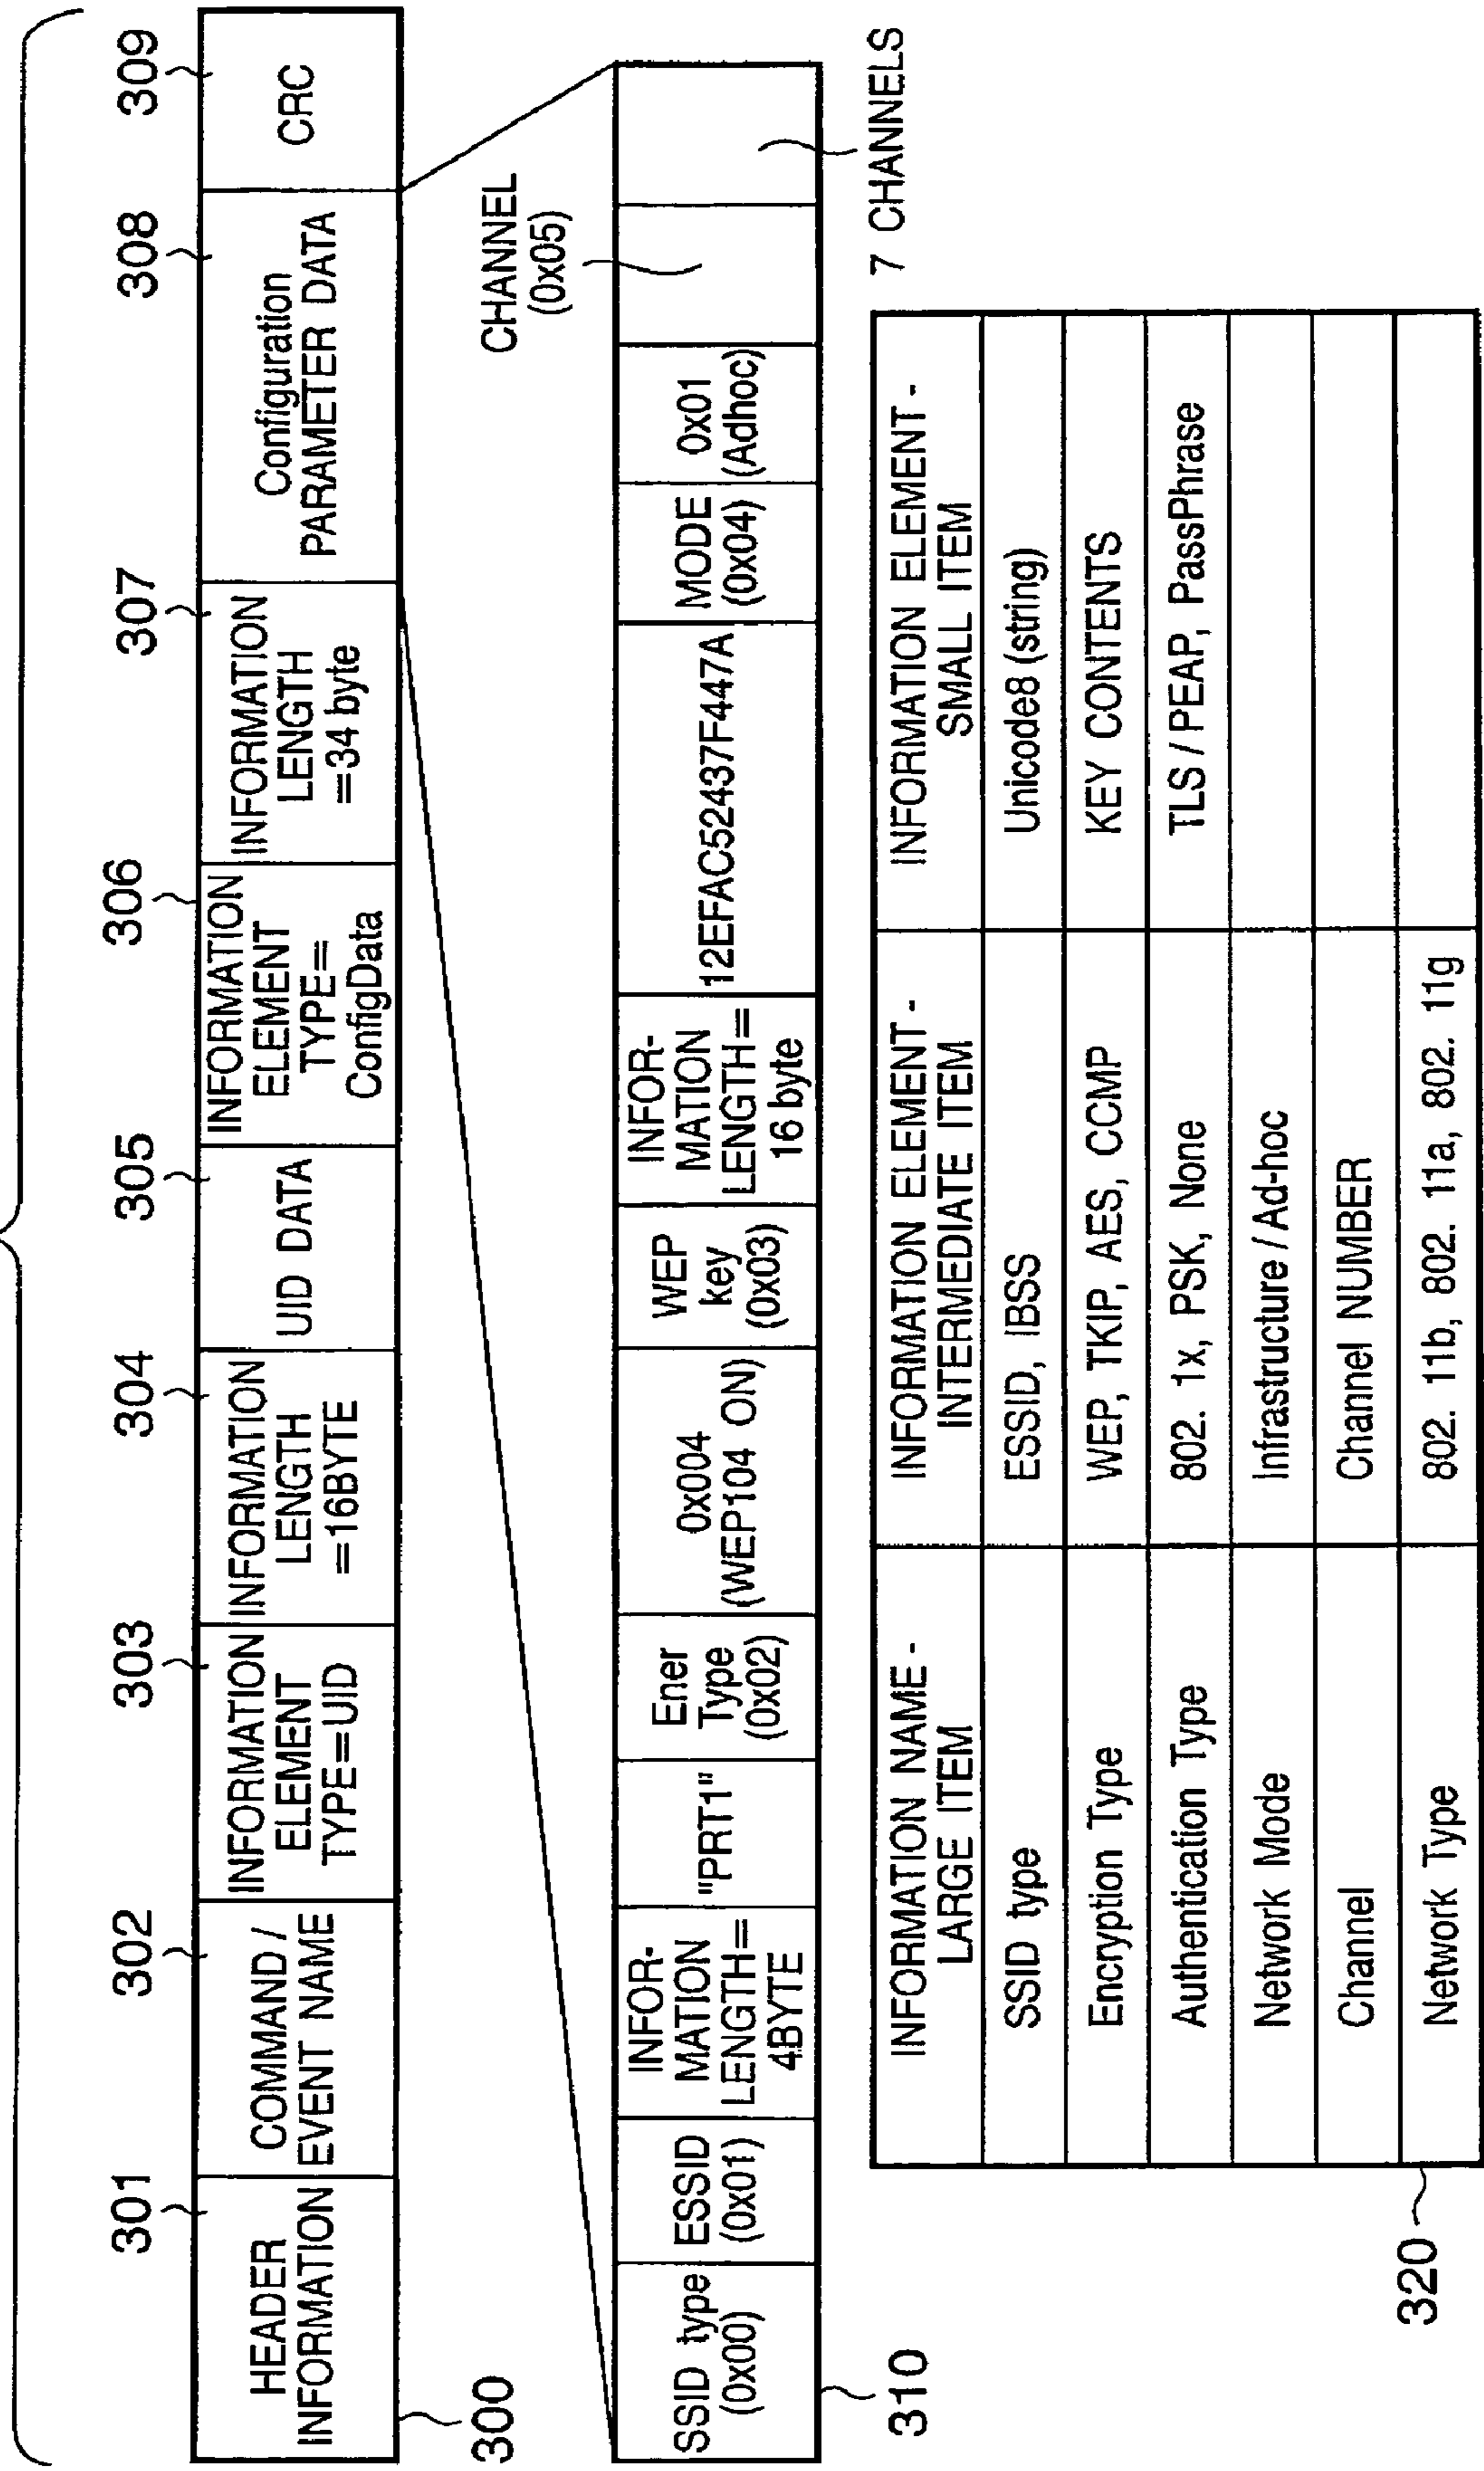 301
302
303
304
305
306
307
308
309
HEADER
INFORMATION
COMMAND /
EVENT NAME
INFORMATION
ELEMENT
TYPE=UID
INFORMATION
LENGTH
=16BYTE
UID DATA
INFORMATION
ELEMENT
TYPE=
ConfigData
INFORMATION
LENGTH
=34 byte
Configuration
PARAMETER DATA
CRC
300
CHANNEL
(0x05)
SSID type
(0x00)
ESSID
(0x01)
INFOR-
MATION
LENGTH=
4BYTE
"PRT1"
Ener
Type
(0x02)
0x004
(WEP104 ON)
WEP
key
(0x03)
INFOR-
MATION
LENGTH=
16 byte
12EFAC52437F447A
MODE
(0x04)
0x01
(Adhoc)
310
7 CHANNELS
INFORMATION NAME -
LARGE ITEM
INFORMATION ELEMENT -
INTERMEDIATE ITEM
INFORMATION ELEMENT -
SMALL ITEM
SSID type
ESSID, IBSS
Unicode8 (string)
Encryption Type
WEP, TKIP, AES, CCMP
KEY CONTENTS
Authentication Type
802. 1x, PSK, None
TLS / PEAP, PassPhrase
Network Mode
Infrastructure / Ad-hoc
Channel
Channel NUMBER
Network Type
802. 11b, 802. 11a, 802. 11g
320